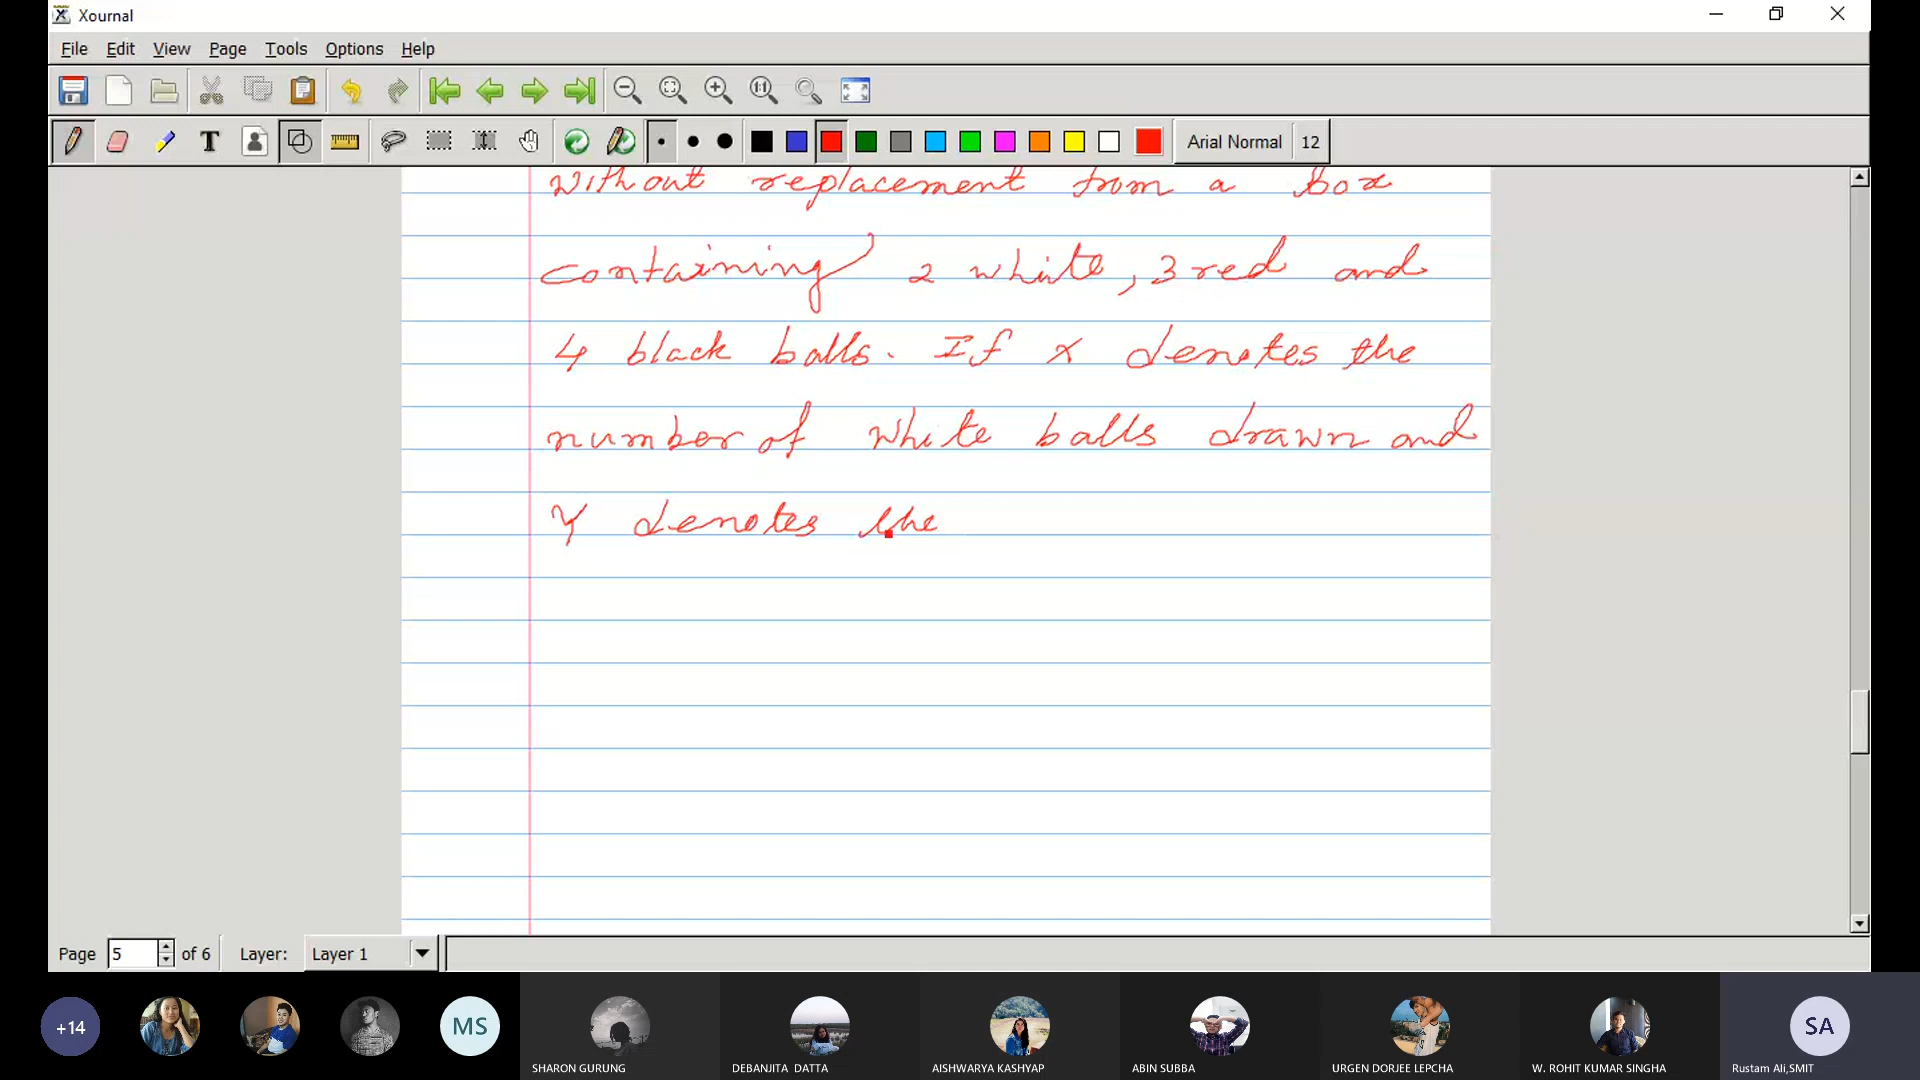 Xournal
File Edit View Page Tools Options Help
Arial Normal 12
without replacement from a box
containing 2 white, 3 red and
4 black balls. If X denotes the
number of white balls drawn and
Y denotes the
Page 5 of 6 Layer: Layer 1
+14 MS SA
SHARON GURUNG DEBANJITA DATTA AISHWARYA KASHYAP ABIN SUBBA URGEN DORJEE LEPCHA W. ROHIT KUMAR SINGHA Rustam Ali,SMIT